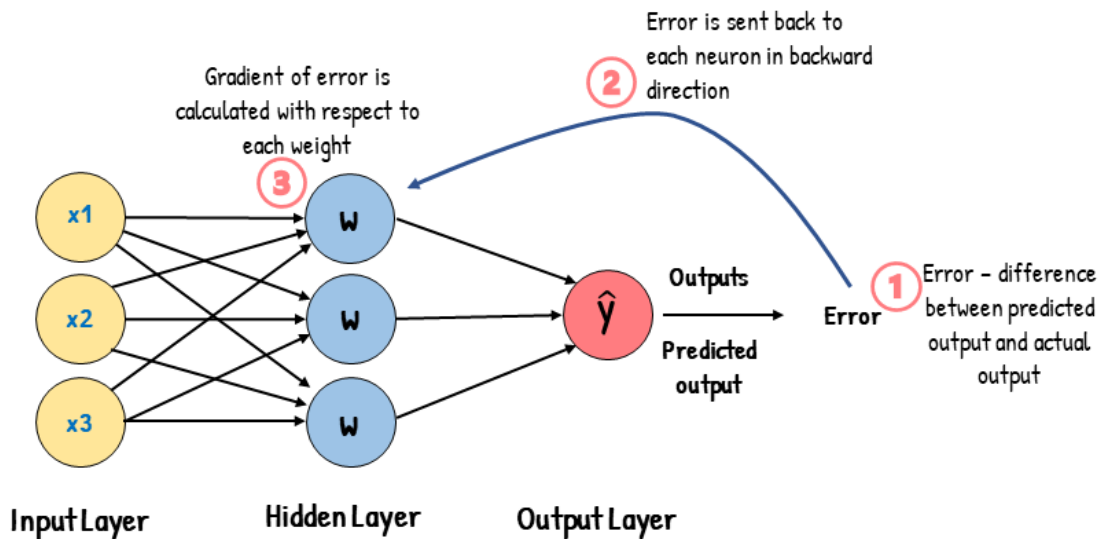 Error is sent back to
each neuron in backward
direction
2
Gradient of error is
calculated with respect to
each weight
3
x1
w
x2
w
x3
w
ŷ
Outputs
Predicted
output
Error
1
Error – difference
between predicted
output and actual
output
Input Layer
Hidden Layer
Output Layer